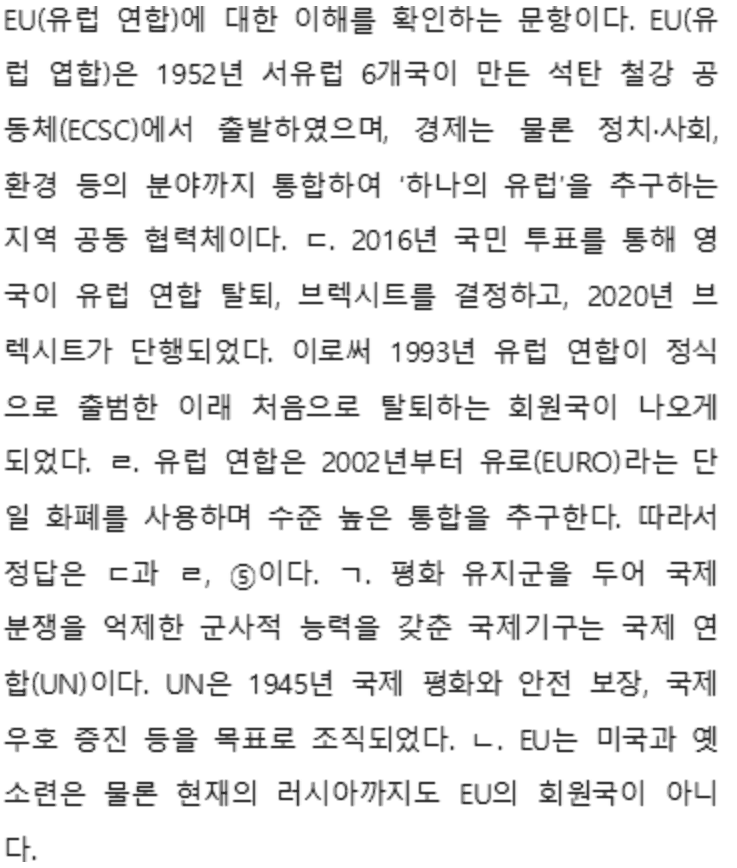 EU(유럽 연합)에 대한 이해를 확인하는 문항이다. EU(유
럽 엽합)은 1952년 서유럽 6개국이 만든 석탄 철강 공
동체(ECSC)에서 출발하였으며, 경제는 물론 정치·사회,
환경 등의 분야까지 통합하여 ‘하나의 유럽’을 추구하는
지역 공동 협력체이다. ㄷ. 2016년 국민 투표를 통해 영
국이 유럽 연합 탈퇴, 브렉시트를 결정하고, 2020년 브
렉시트가 단행되었다. 이로써 1993년 유럽 연합이 정식
으로 출범한 이래 처음으로 탈퇴하는 회원국이 나오게
되었다. ㄹ. 유럽 연합은 2002년부터 유로(EURO)라는 단
일 화폐를 사용하며 수준 높은 통합을 추구한다. 따라서
정답은 ㄷ과 ㄹ, ⑤이다. ㄱ. 평화 유지군을 두어 국제
분쟁을 억제한 군사적 능력을 갖춘 국제기구는 국제 연
합(UN)이다. UN은 1945년 국제 평화와 안전 보장, 국제
우호 증진 등을 목표로 조직되었다. ㄴ. EU는 미국과 옛
소련은 물론 현재의 러시아까지도 EU의 회원국이 아니
다.